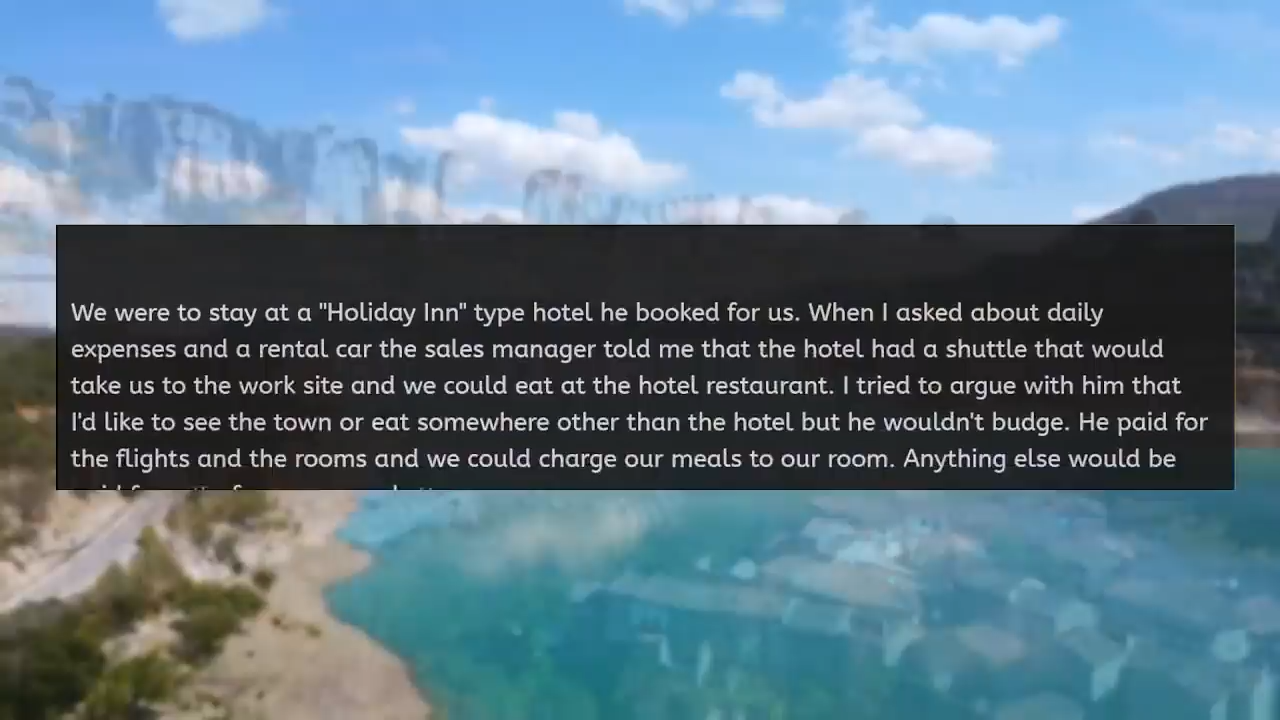 We were to stay at a "Holiday Inn" type hotel he booked for us. When I asked about daily
expenses and a rental car the sales manager told me that the hotel had a shuttle that would
take us to the work site and we could eat at the hotel restaurant. I tried to argue with him that
I'd like to see the town or eat somewhere other than the hotel but he wouldn't budge. He paid for
the flights and the rooms and we could charge our meals to our room. Anything else would be